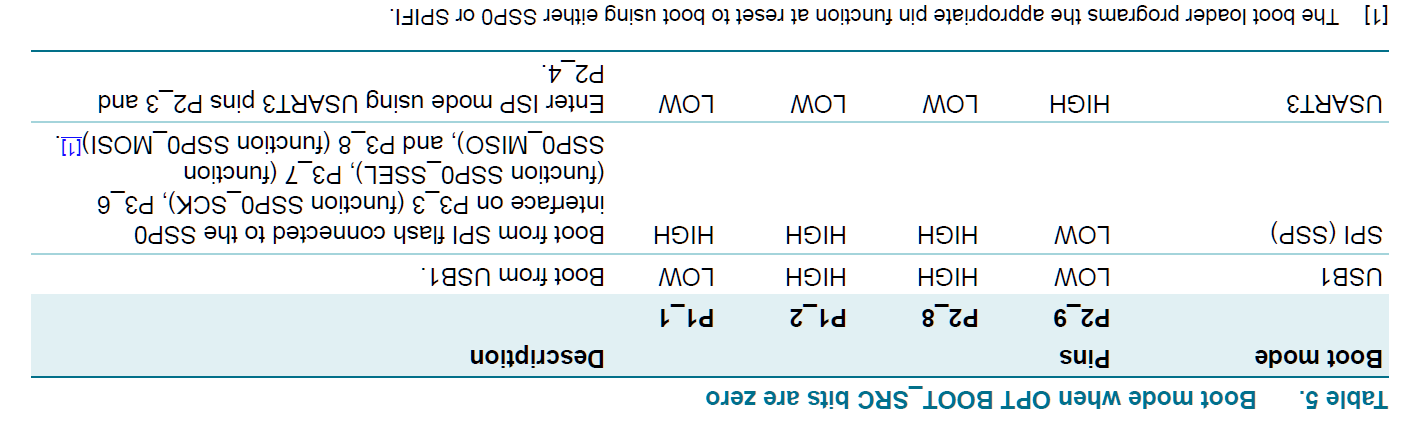 Table 5. Boot mode when OPT BOOT_SRC bits are zero
Boot mode Pins Description
P2_9 P2_8 P1_2 P1_1
USB1 LOW HIGH HIGH LOW Boot from USB1.
SPI (SSP) LOW HIGH HIGH HIGH Boot from SPI flash connected to the SSP0
interface on P3_3 (function SSP0_SCK), P3_6
(function SSP0_SSEL), P3_7 (function
SSP0_MISO), and P3_8 (function SSP0_MOSI)[1].
USART3 HIGH LOW LOW LOW Enter ISP mode using USART3 pins P2_3 and
P2_4.
[1] The boot loader programs the appropriate pin function at reset to boot using either SSP0 or SPIFI.